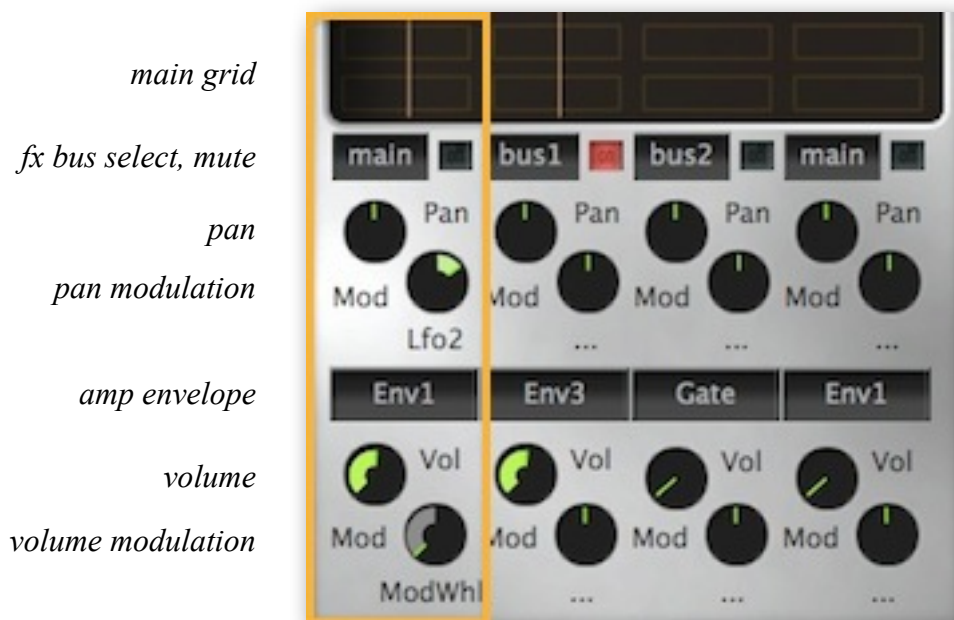 main grid
fx bus select, mute main bus1 bus2 main
pan Pan Pan Pan Pan
pan modulation Mod Mod Mod Mod
Lfo2 ... ... ...
amp envelope Env1 Env3 Gate Env1
volume Vol Vol Vol Vol
volume modulation Mod Mod Mod Mod
ModWhl ... ... ...